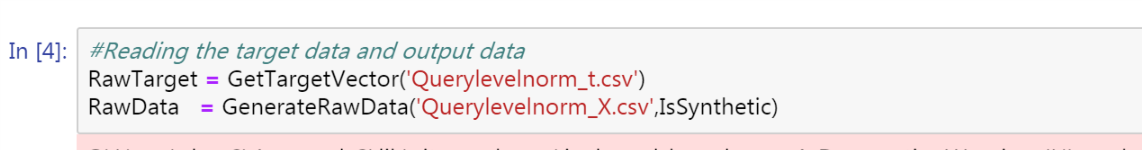 In [4]: #Reading the target data and output data
RawTarget = GetTargetVector('Querylevelnorm_t.csv')
RawData = GenerateRawData('Querylevelnorm_X.csv',IsSynthetic)